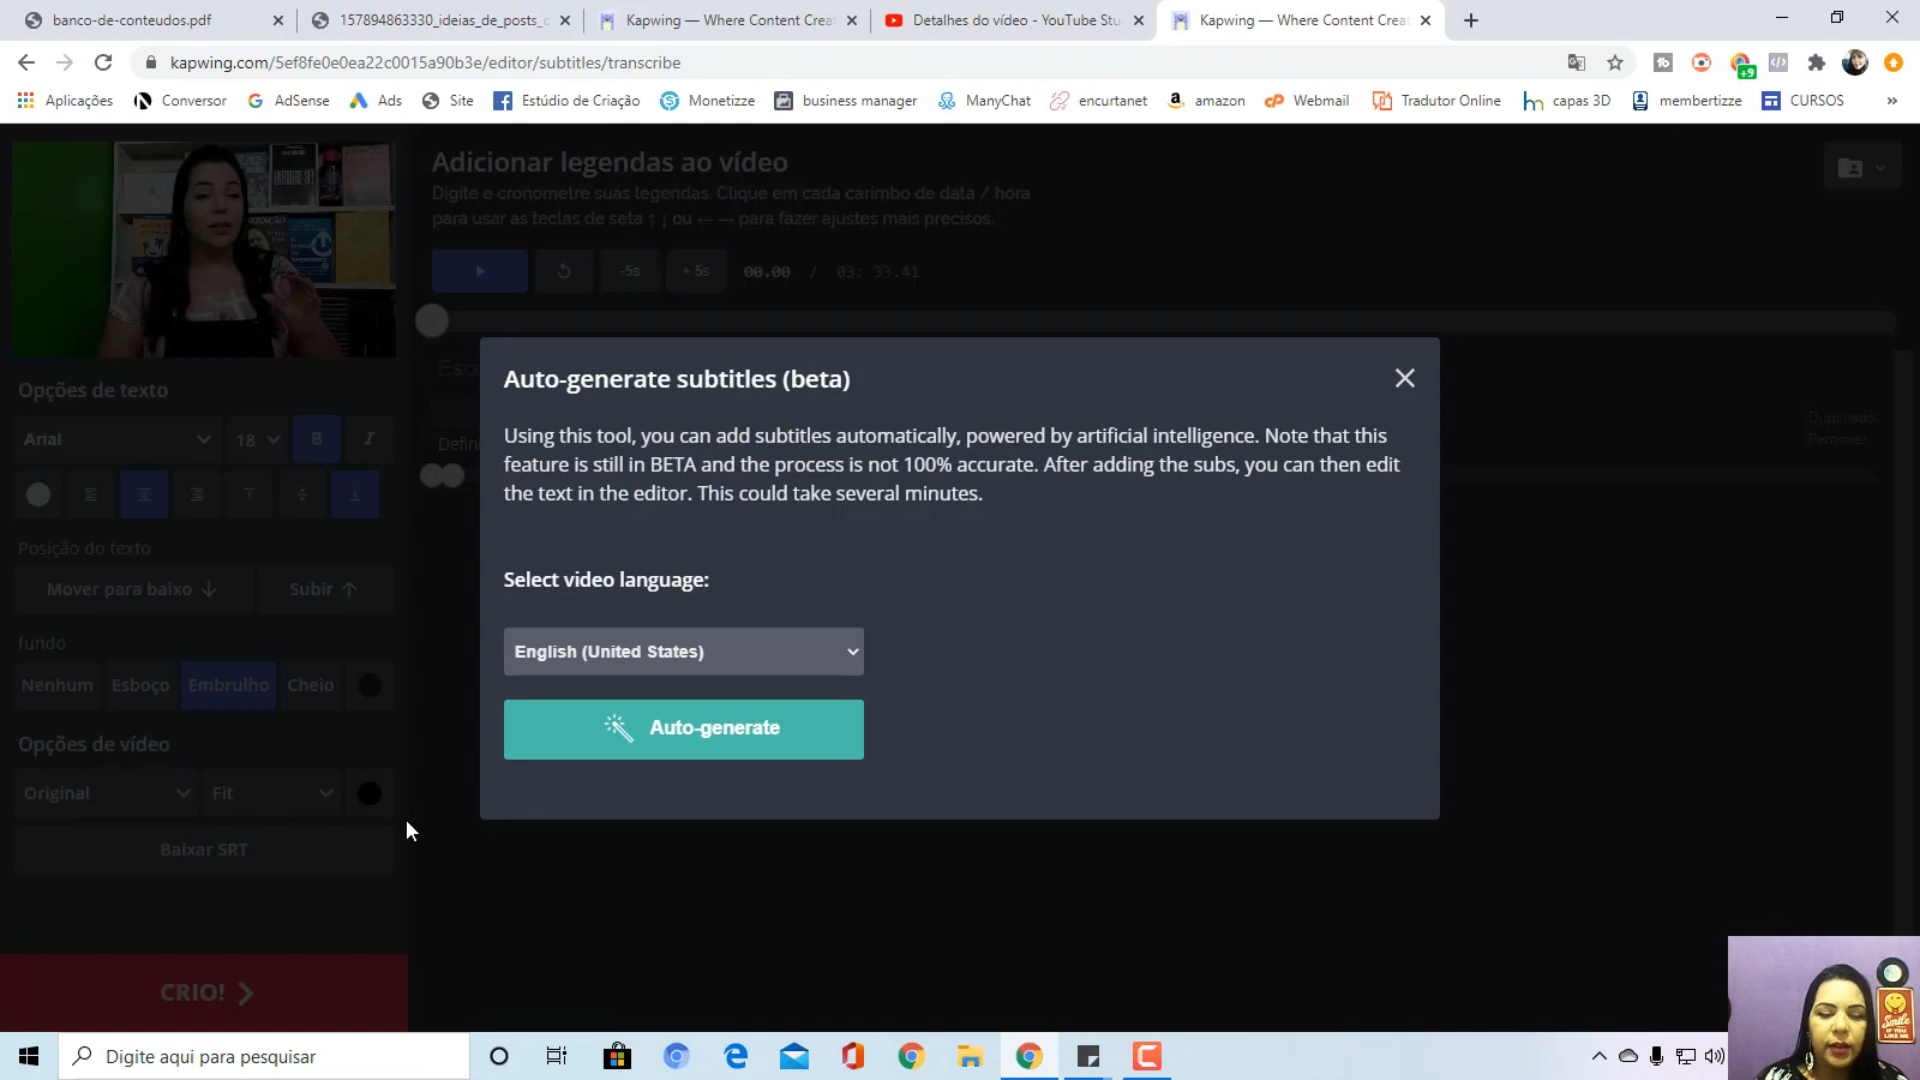 banco-de-conteudos.pdf
157894863330_ideias_de_posts_
Kapwing — Where Content Creat
Detalhes do vídeo - YouTube Stu
Kapwing — Where Content Creat
kapwing.com/5ef8fe0e0ea22c0015a90b3e/editor/subtitles/transcribe
+9
Aplicações
Conversor
AdSense
Ads
Site
Estúdio de Criação
Monetizze
business manager
ManyChat
encurtanet
amazon
Webmail
Tradutor Online
capas 3D
membertizze
CURSOS
»
Adicionar legendas ao vídeo
Digite e cronometre suas legendas. Clique em cada carimbo de data / hora
para usar as teclas de seta ↑ ↓ ou ←→ para fazer ajustes mais precisos.
-5s
+ 5s
00.00 / 03: 33.41
Auto-generate subtitles (beta)
Using this tool, you can add subtitles automatically, powered by artificial intelligence. Note that this
feature is still in BETA and the process is not 100% accurate. After adding the subs, you can then edit
the text in the editor. This could take several minutes.
Select video language:
English (United States)
Auto-generate
Duplicado
Remover
Opções de texto
Arial
18
B
I
Posição do texto
Mover para baixo ↓
Subir ↑
fundo
Nenhum
Esboço
Embrulho
Cheio
Opções de vídeo
Original
Fit
Baixar SRT
CRIO!
Digite aqui para pesquisar